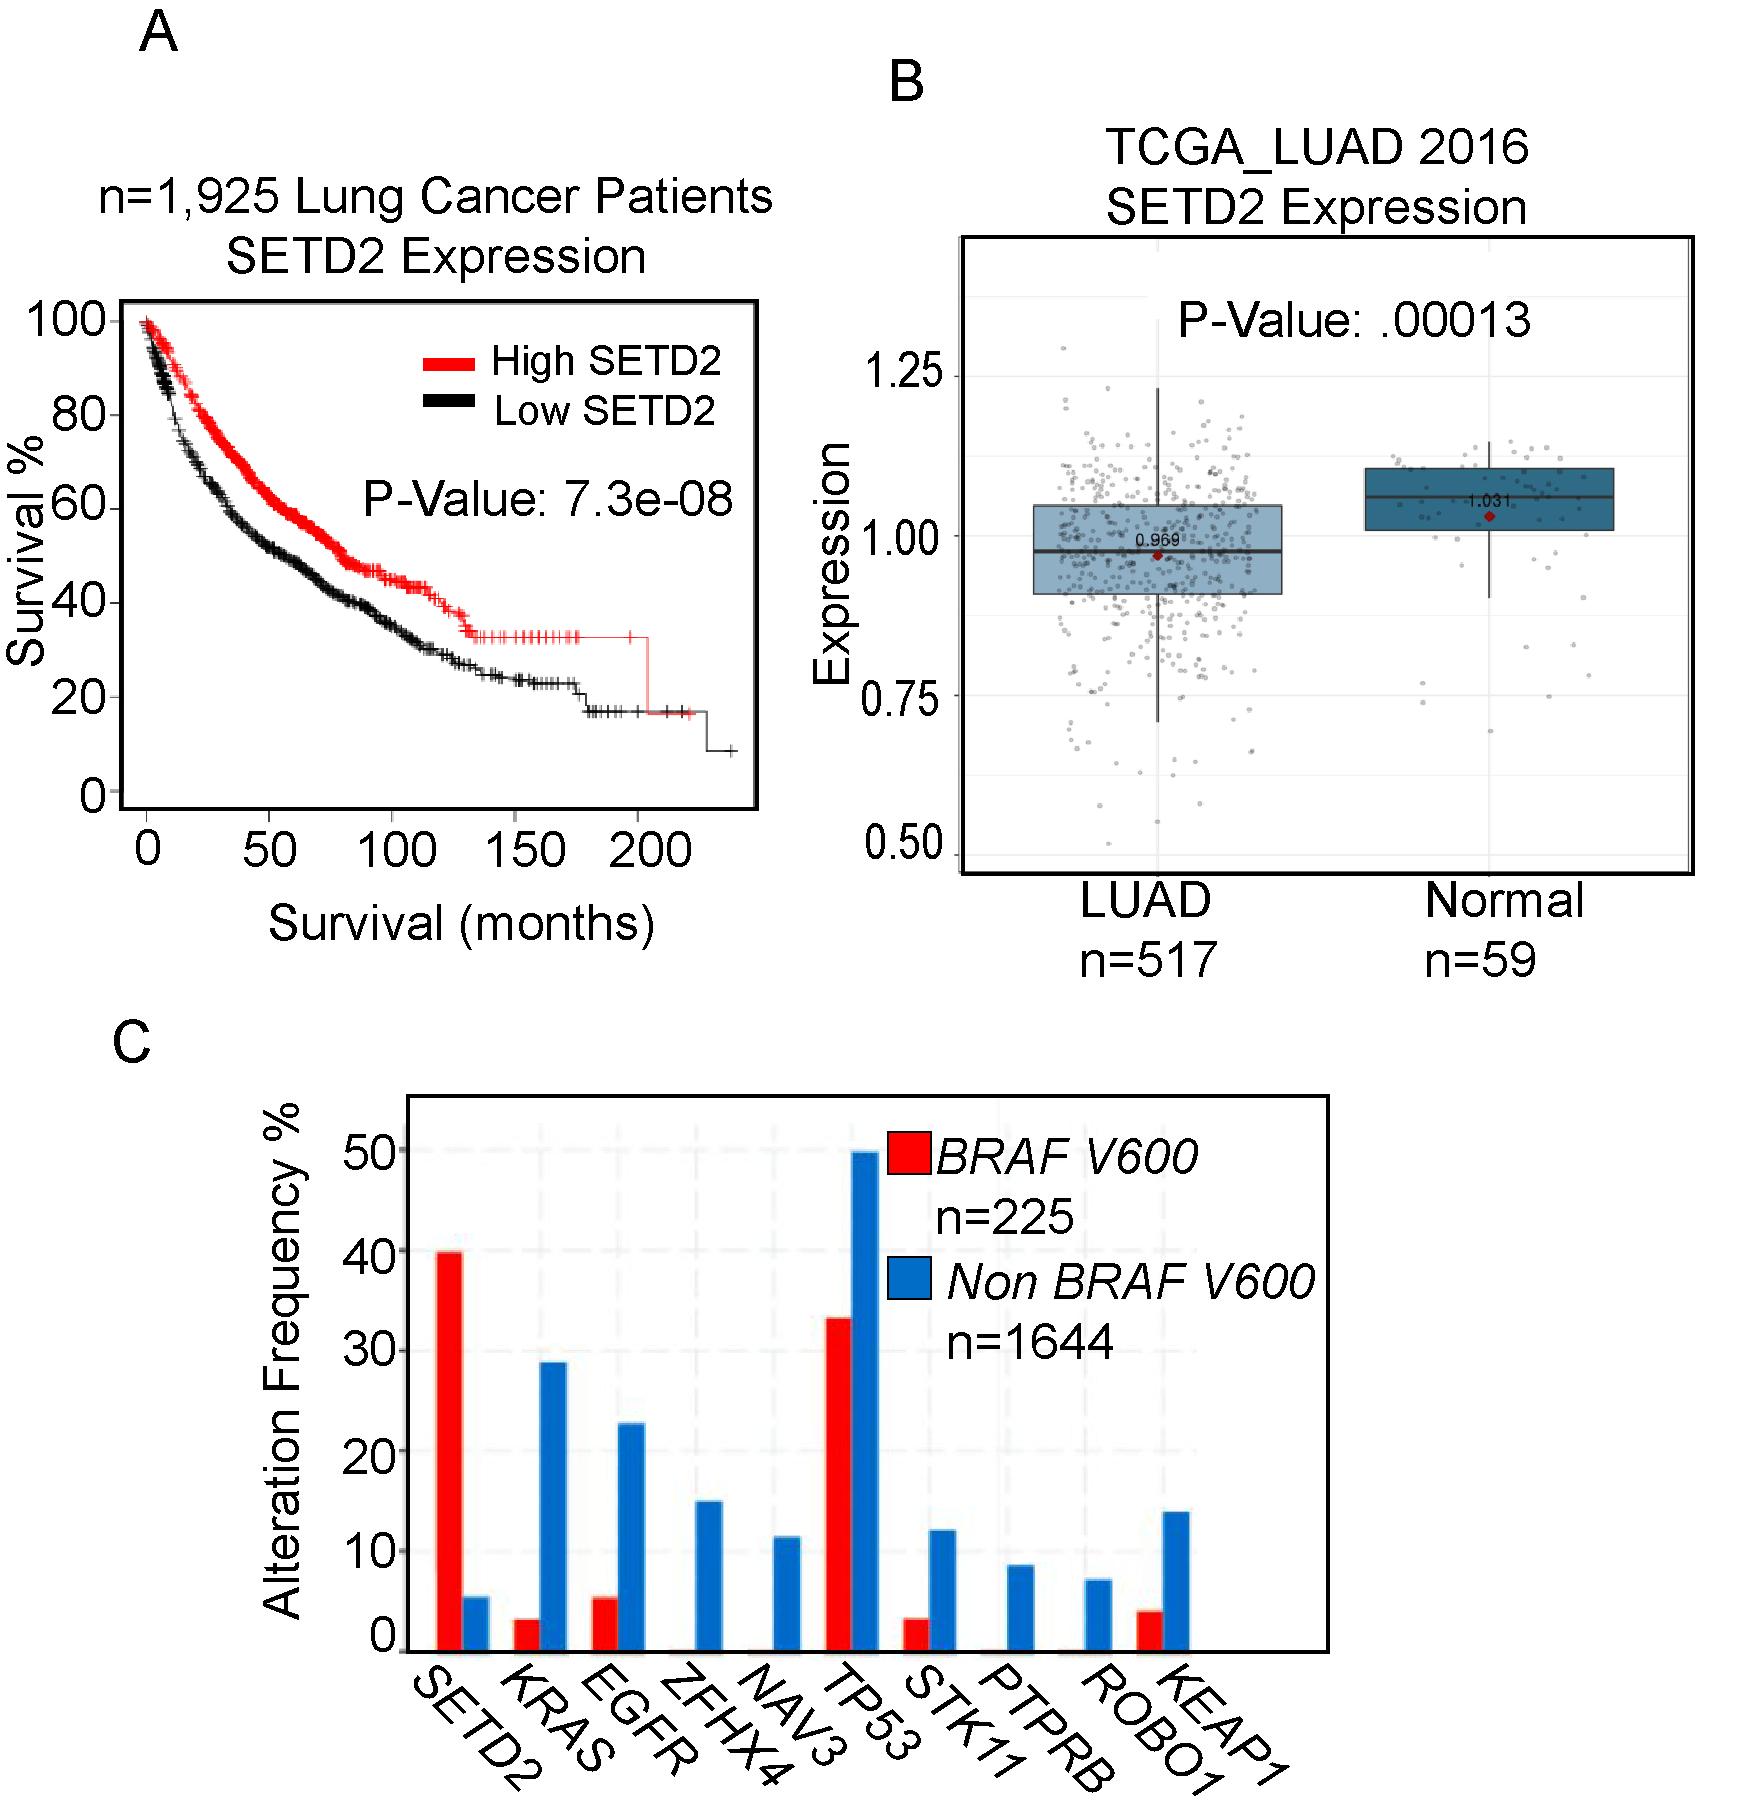 A
n=1,925 Lung Cancer Patients
SETD2 Expression
Survival %
100
80
60
40
20
0
High SETD2
Low SETD2
P-Value: 7.3e-08
0 50 100 150 200
Survival (months)
B
TCGA_LUAD 2016
SETD2 Expression
P-Value: .00013
Expression
1.25
1.00
0.75
0.50
0.969
1.031
LUAD
n=517
Normal
n=59
C
Alteration Frequency %
50
40
30
20
10
0
BRAF V600
n=225
Non BRAF V600
n=1644
SETD2
KRAS
EGFR
ZFHX4
NAV3
TP53
STK11
PTPRB
ROBO1
KEAP1